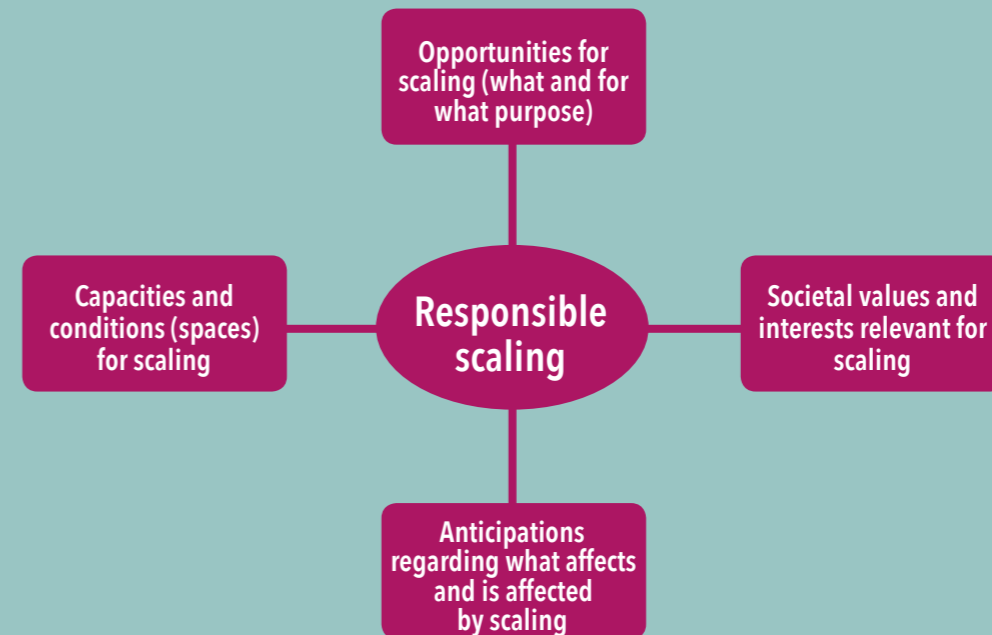 Opportunities for
scaling (what and for
what purpose)
Capacities and
conditions (spaces)
for scaling
Responsible
scaling
Societal values and
interests relevant for
scaling
Anticipations
regarding what affects
and is affected
by scaling